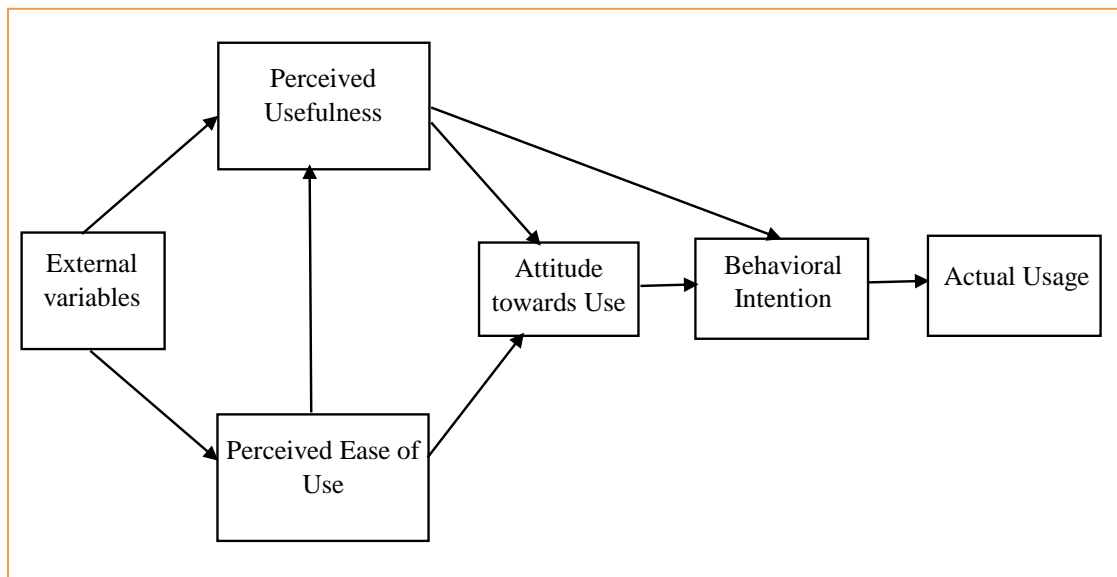 Perceived
Usefulness
External
variables
Attitude
towards Use
Behavioral
Intention
Actual Usage
Perceived Ease of
Use